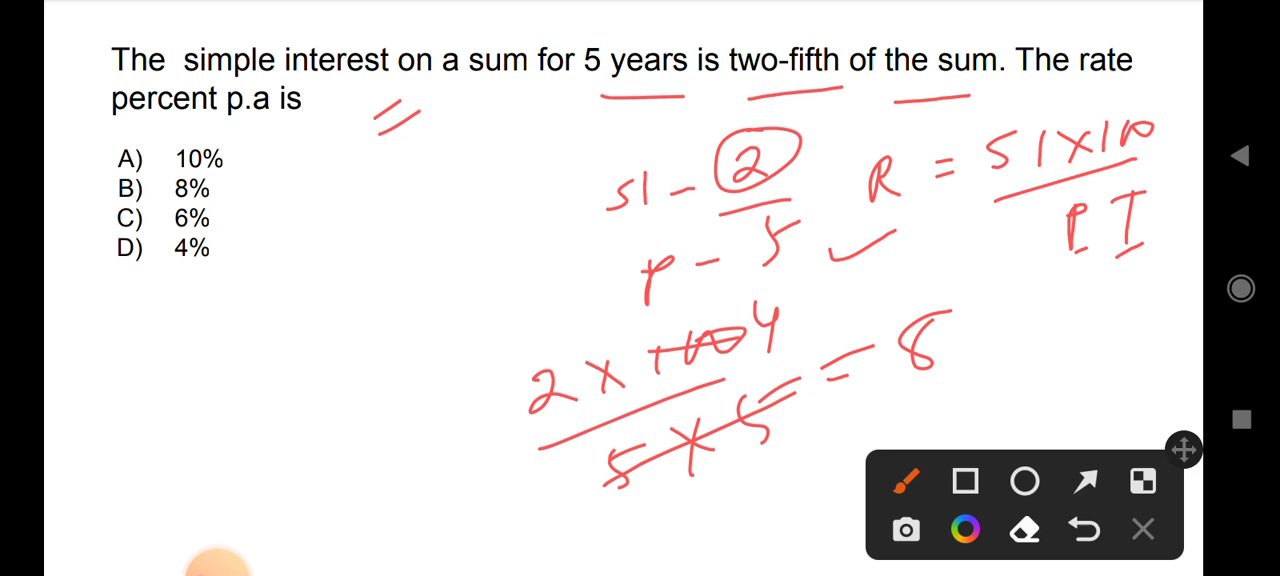 The simple interest on a sum for 5 years is two-fifth of the sum. The rate
percent p.a is
A) 10%
B) 8%
C) 6%
D) 4%
SI - 2
P - 5
R = SI X 100
P T
2 X 100 4
5 X 5
= 8